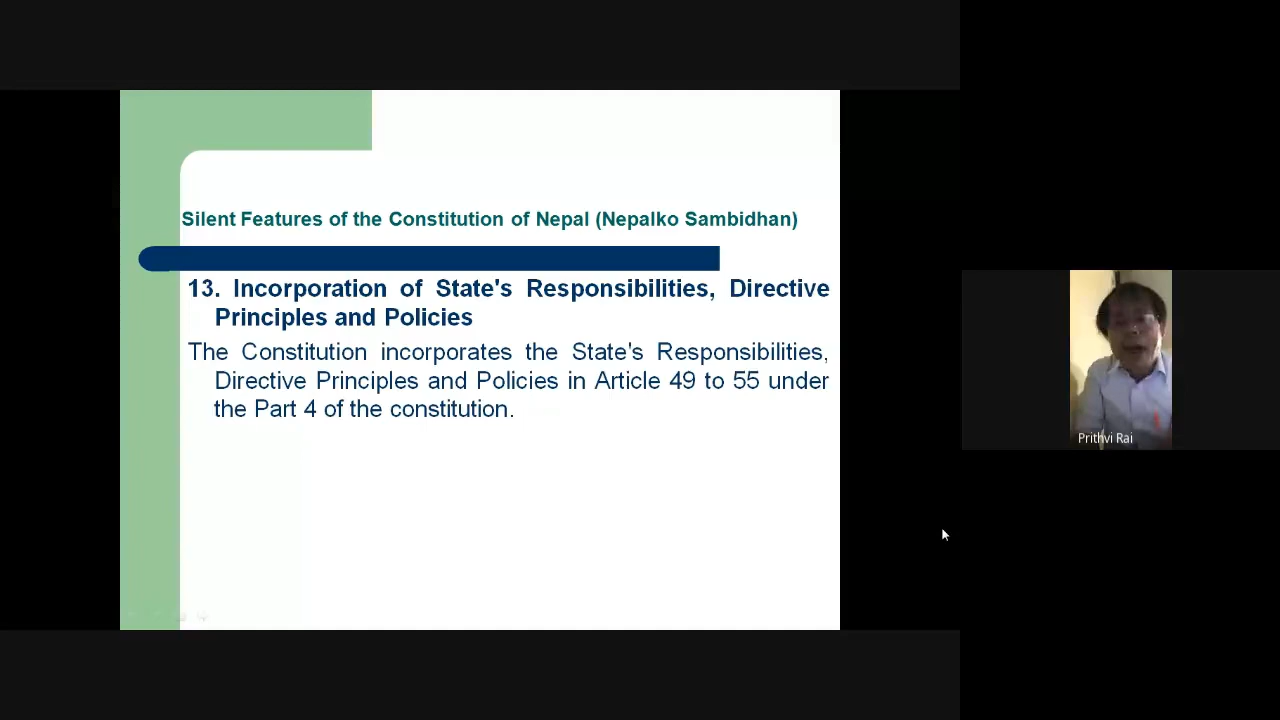 Silent Features of the Constitution of Nepal (Nepalko Sambidhan)
13. Incorporation of State's Responsibilities, Directive
Principles and Policies
The Constitution incorporates the State's Responsibilities,
Directive Principles and Policies in Article 49 to 55 under
the Part 4 of the constitution.
Prithvi Rai